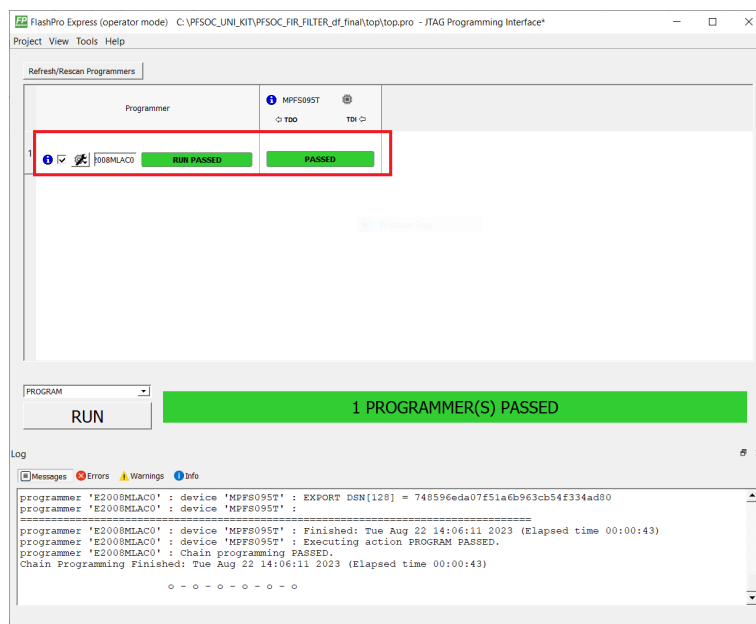 FP FlashPro Express (operator mode) C:\PFSOC_UNI_KIT\PFSOC_FIR_FILTER_df_final\top\top.pro - JTAG Programming Interface*
Project View Tools Help
Refresh/Rescan Programmers
Programmer
MPFS095T
TDO
TDI
1
2008MLAC0
RUN PASSED
PASSED
PROGRAM
RUN
1 PROGRAMMER(S) PASSED
Log
Messages Errors Warnings Info
programmer 'E2008MLAC0' : device 'MPFS095T' : EXPORT DSN[128] = 748596eda07f51a6b963cb54f334ad80
programmer 'E2008MLAC0' : device 'MPFS095T' :
=================================================================================
programmer 'E2008MLAC0' : device 'MPFS095T' : Finished: Tue Aug 22 14:06:11 2023 (Elapsed time 00:00:43)
programmer 'E2008MLAC0' : device 'MPFS095T' : Executing action PROGRAM PASSED.
programmer 'E2008MLAC0' : Chain programming PASSED.
Chain Programming Finished: Tue Aug 22 14:06:11 2023 (Elapsed time 00:00:43)
o - o - o - o - o - o